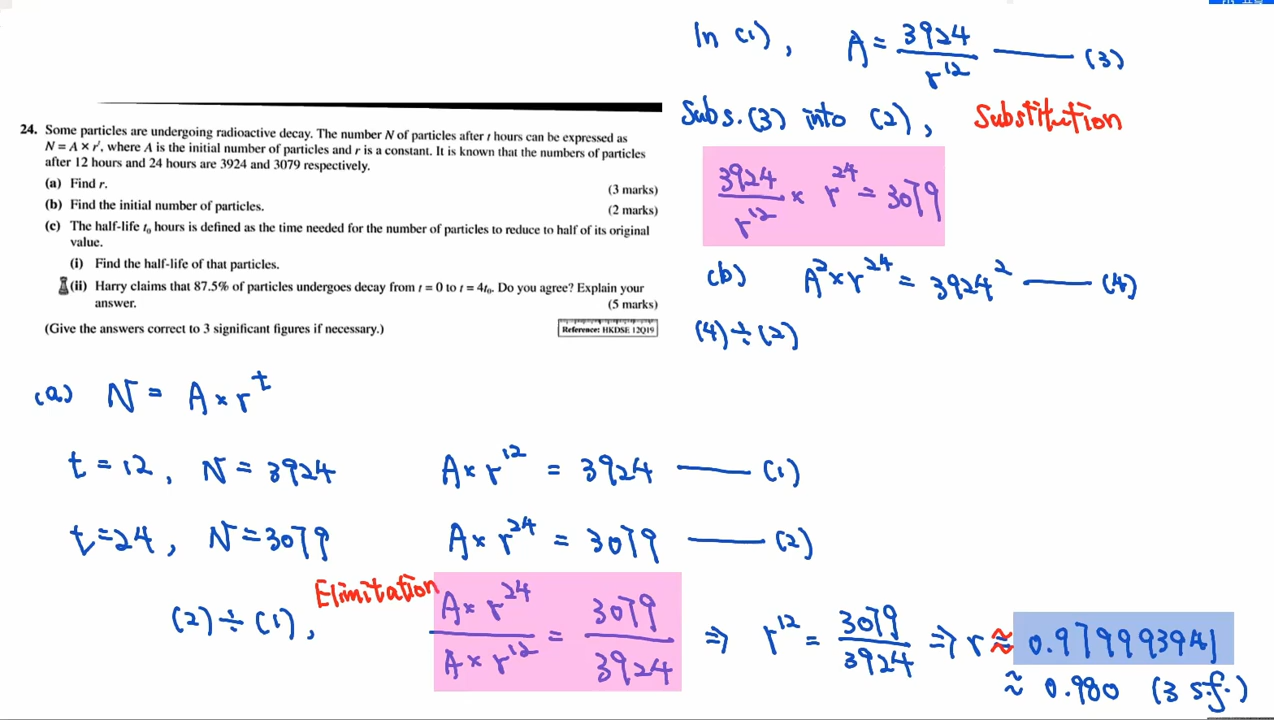 24. Some particles are undergoing radioactive decay. The number N of particles after t hours can be expressed as
N = A × r^t, where A is the initial number of particles and r is a constant. It is known that the numbers of particles
after 12 hours and 24 hours are 3924 and 3079 respectively.
(a) Find r. (3 marks)
(b) Find the initial number of particles. (2 marks)
(c) The half-life t₀ hours is defined as the time needed for the number of particles to reduce to half of its original
value.
(i) Find the half-life of that particles.
(ii) Harry claims that 87.5% of particles undergoes decay from t = 0 to t = 4t₀. Do you agree? Explain your
answer. (5 marks)
(Give the answers correct to 3 significant figures if necessary.)
Reference: HKDSE 12Q19
(a) N = A × r^t
t = 12, N = 3924 A × r^12 = 3924 —— (1)
t = 24, N = 3079 A × r^24 = 3079 —— (2)
Elimitation
(2) ÷ (1), (A × r^24)/(A × r^12) = 3079/3924 ⇒ r^12 = 3079/3924 ⇒ r ≈ 0.979993941
≈ 0.980 (3 s.f.)
In (1), A = 3924/r^12 —— (3)
Subs. (3) into (2), Substitution
3924/r^12 × r^24 = 3079
(b) A^2 × r^24 = 3924^2 —— (4)
(4) ÷ (2)